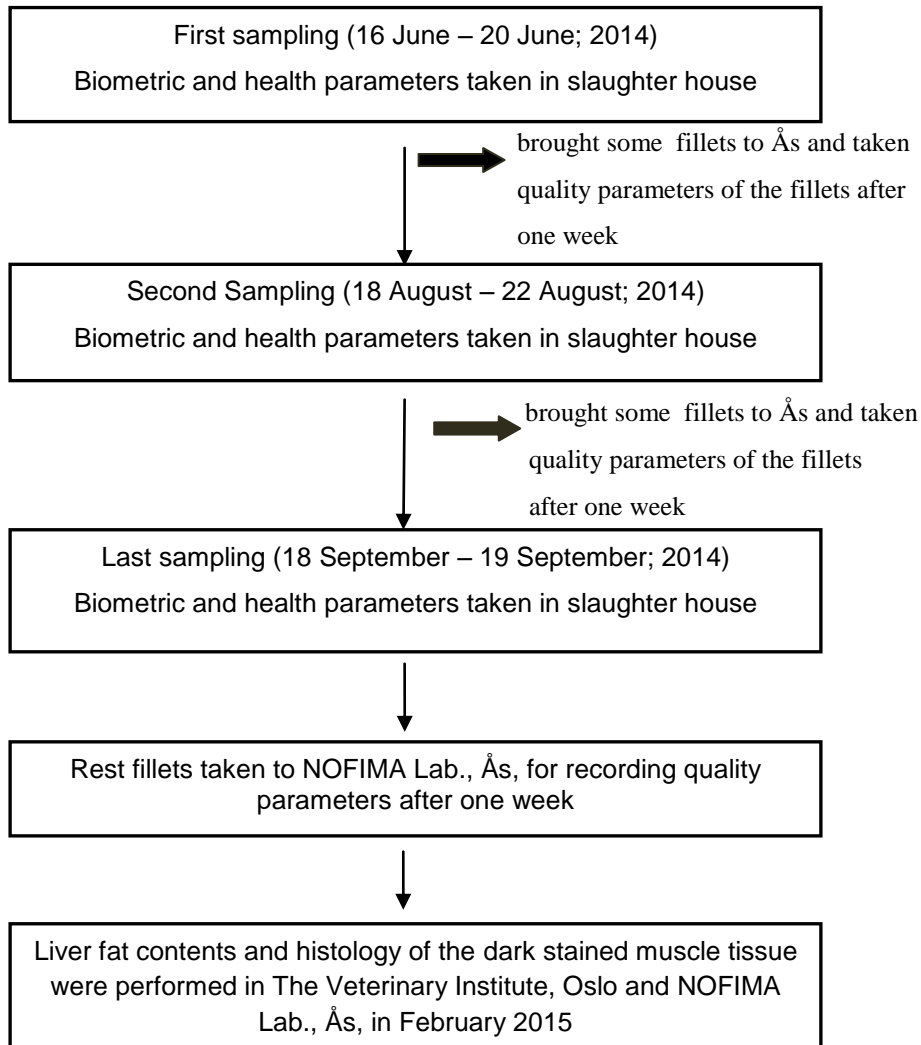 First sampling (16 June – 20 June; 2014)
Biometric and health parameters taken in slaughter house
brought some fillets to Ås and taken
quality parameters of the fillets after
one week
Second Sampling (18 August – 22 August; 2014)
Biometric and health parameters taken in slaughter house
brought some fillets to Ås and taken
quality parameters of the fillets
after one week
Last sampling (18 September – 19 September; 2014)
Biometric and health parameters taken in slaughter house
Rest fillets taken to NOFIMA Lab., Ås, for recording quality
parameters after one week
Liver fat contents and histology of the dark stained muscle tissue
were performed in The Veterinary Institute, Oslo and NOFIMA
Lab., Ås, in February 2015